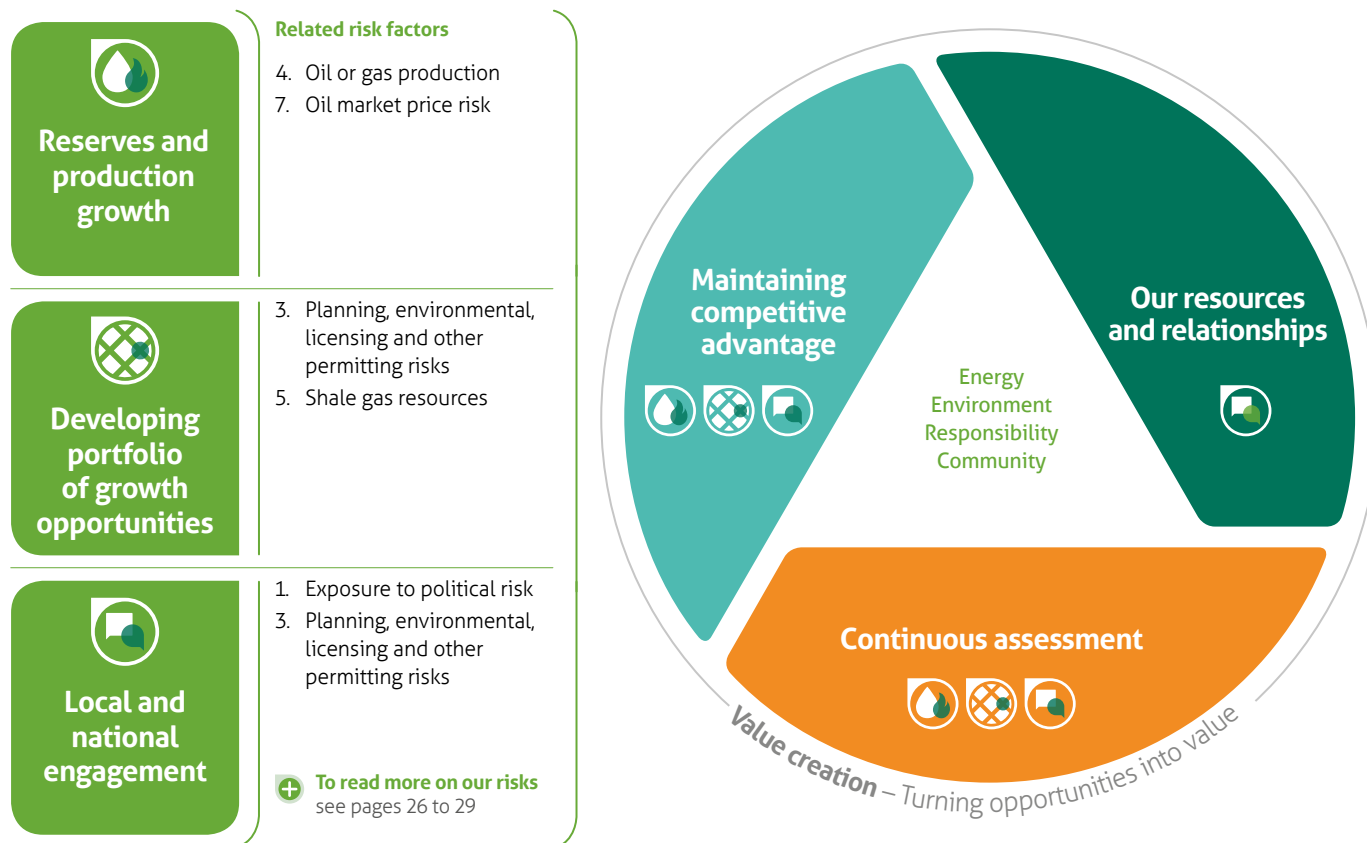 Reserves and
production
growth
Related risk factors
4. Oil or gas production
7. Oil market price risk
Developing
portfolio
of growth
opportunities
3. Planning, environmental,
licensing and other
permitting risks
5. Shale gas resources
Local and
national
engagement
1. Exposure to political risk
3. Planning, environmental,
licensing and other
permitting risks
To read more on our risks
see pages 26 to 29
Maintaining
competitive
advantage
Our resources
and relationships
Energy
Environment
Responsibility
Community
Continuous assessment
Value creation – Turning opportunities into value